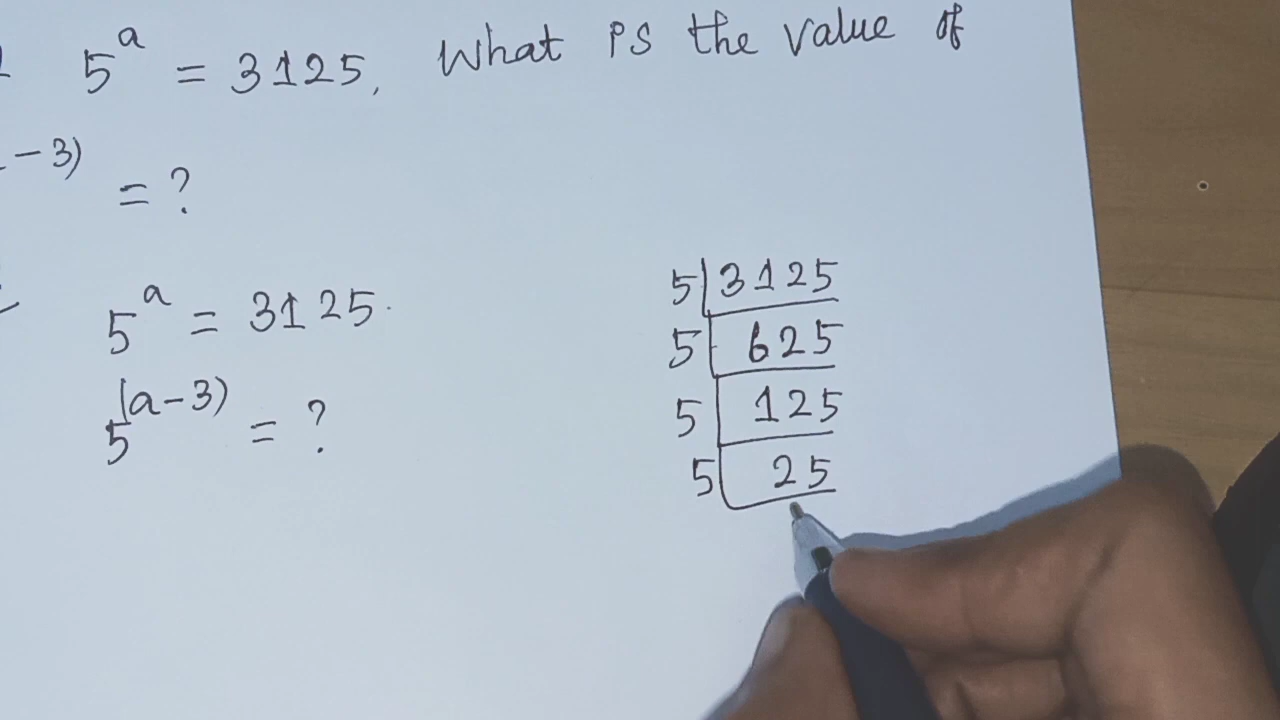 5^a = 3125, What is the value of
- 3) = ?
5^a = 3125.
5^(a-3) = ?
5 3125
5 625
5 125
5 25